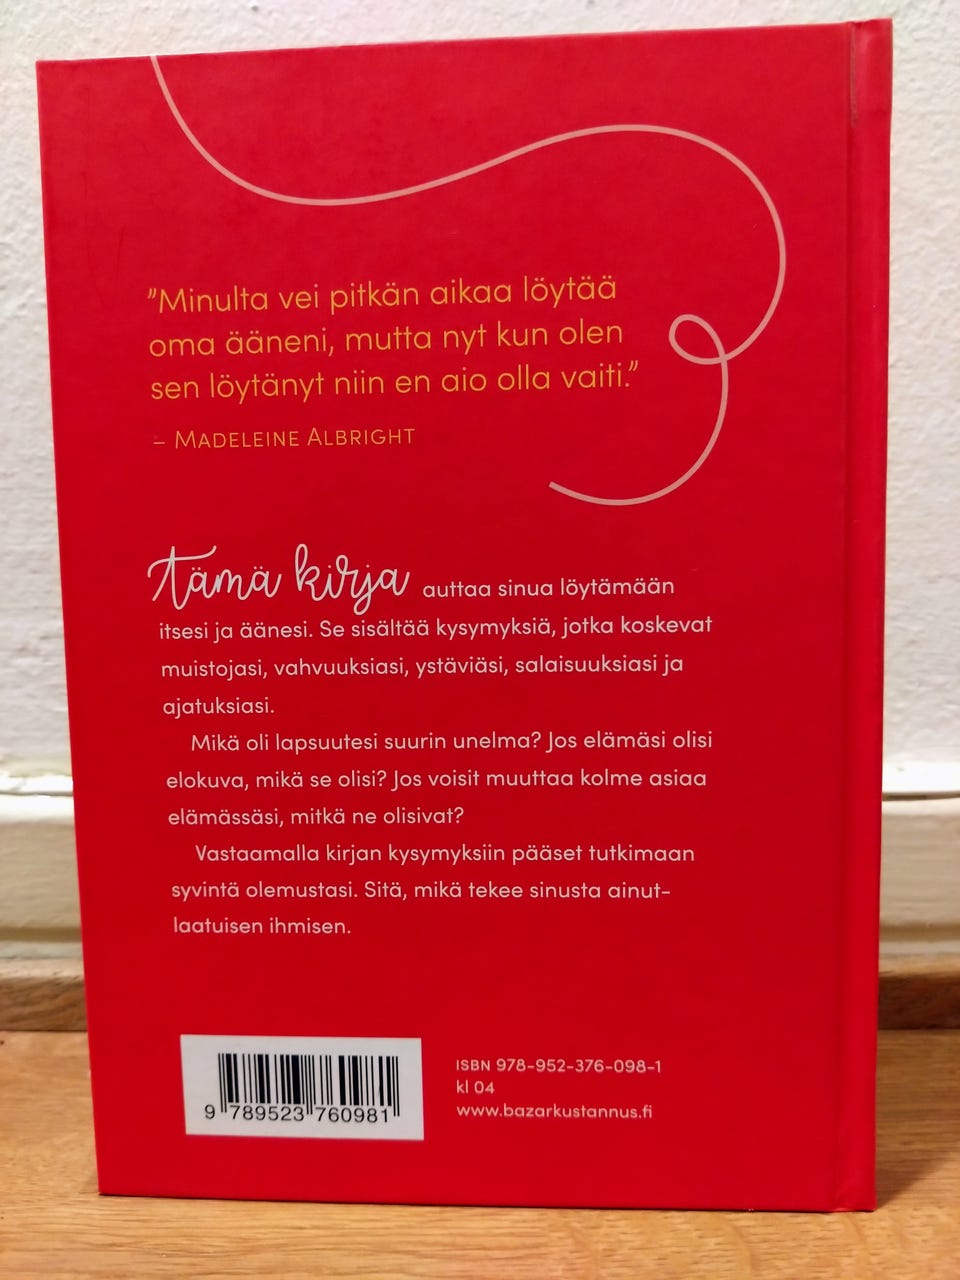 ”Minulta vei pitkän aikaa löytää
oma ääneni, mutta nyt kun olen
sen löytänyt niin en aio olla vaiti.”
– Madeleine Albright
Tämä kirja auttaa sinua löytämään
itsesi ja äänesi. Se sisältää kysymyksiä, jotka koskevat
muistojasi, vahvuuksiasi, ystäviäsi, salaisuuksiasi ja
ajatuksiasi.
Mikä oli lapsuutesi suurin unelma? Jos elämäsi olisi
elokuva, mikä se olisi? Jos voisit muuttaa kolme asiaa
elämässäsi, mitkä ne olisivat?
Vastaamalla kirjan kysymyksiin pääset tutkimaan
syvintä olemustasi. Sitä, mikä tekee sinusta ainut-
laatuisen ihmisen.
ISBN 978-952-376-098-1
kl 04
www.bazarkustannus.fi
9 789523 760981